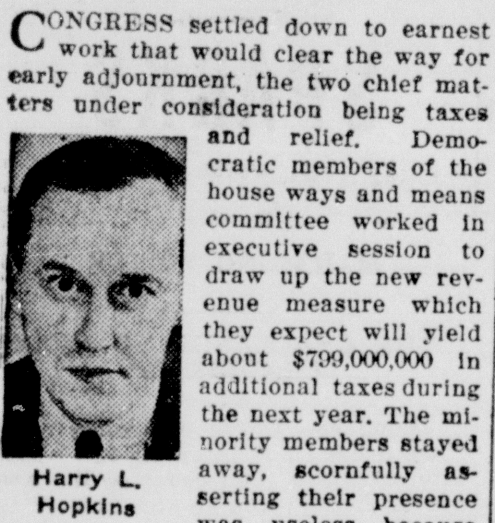 CONGRESS settled down to earnest
work that would clear the way for
early adjournment, the two chief mat-
ters under consideration being taxes
and relief. Demo-
cratic members of the
house ways and means
committee worked in
executive session to
draw up the new rev-
enue measure which
they expect will yield
about $799,000,000 in
additional taxes during
the next year. The mi-
nority members stayed
away, scornfully as-
serting their presence
was useless because
Harry L.
Hopkins